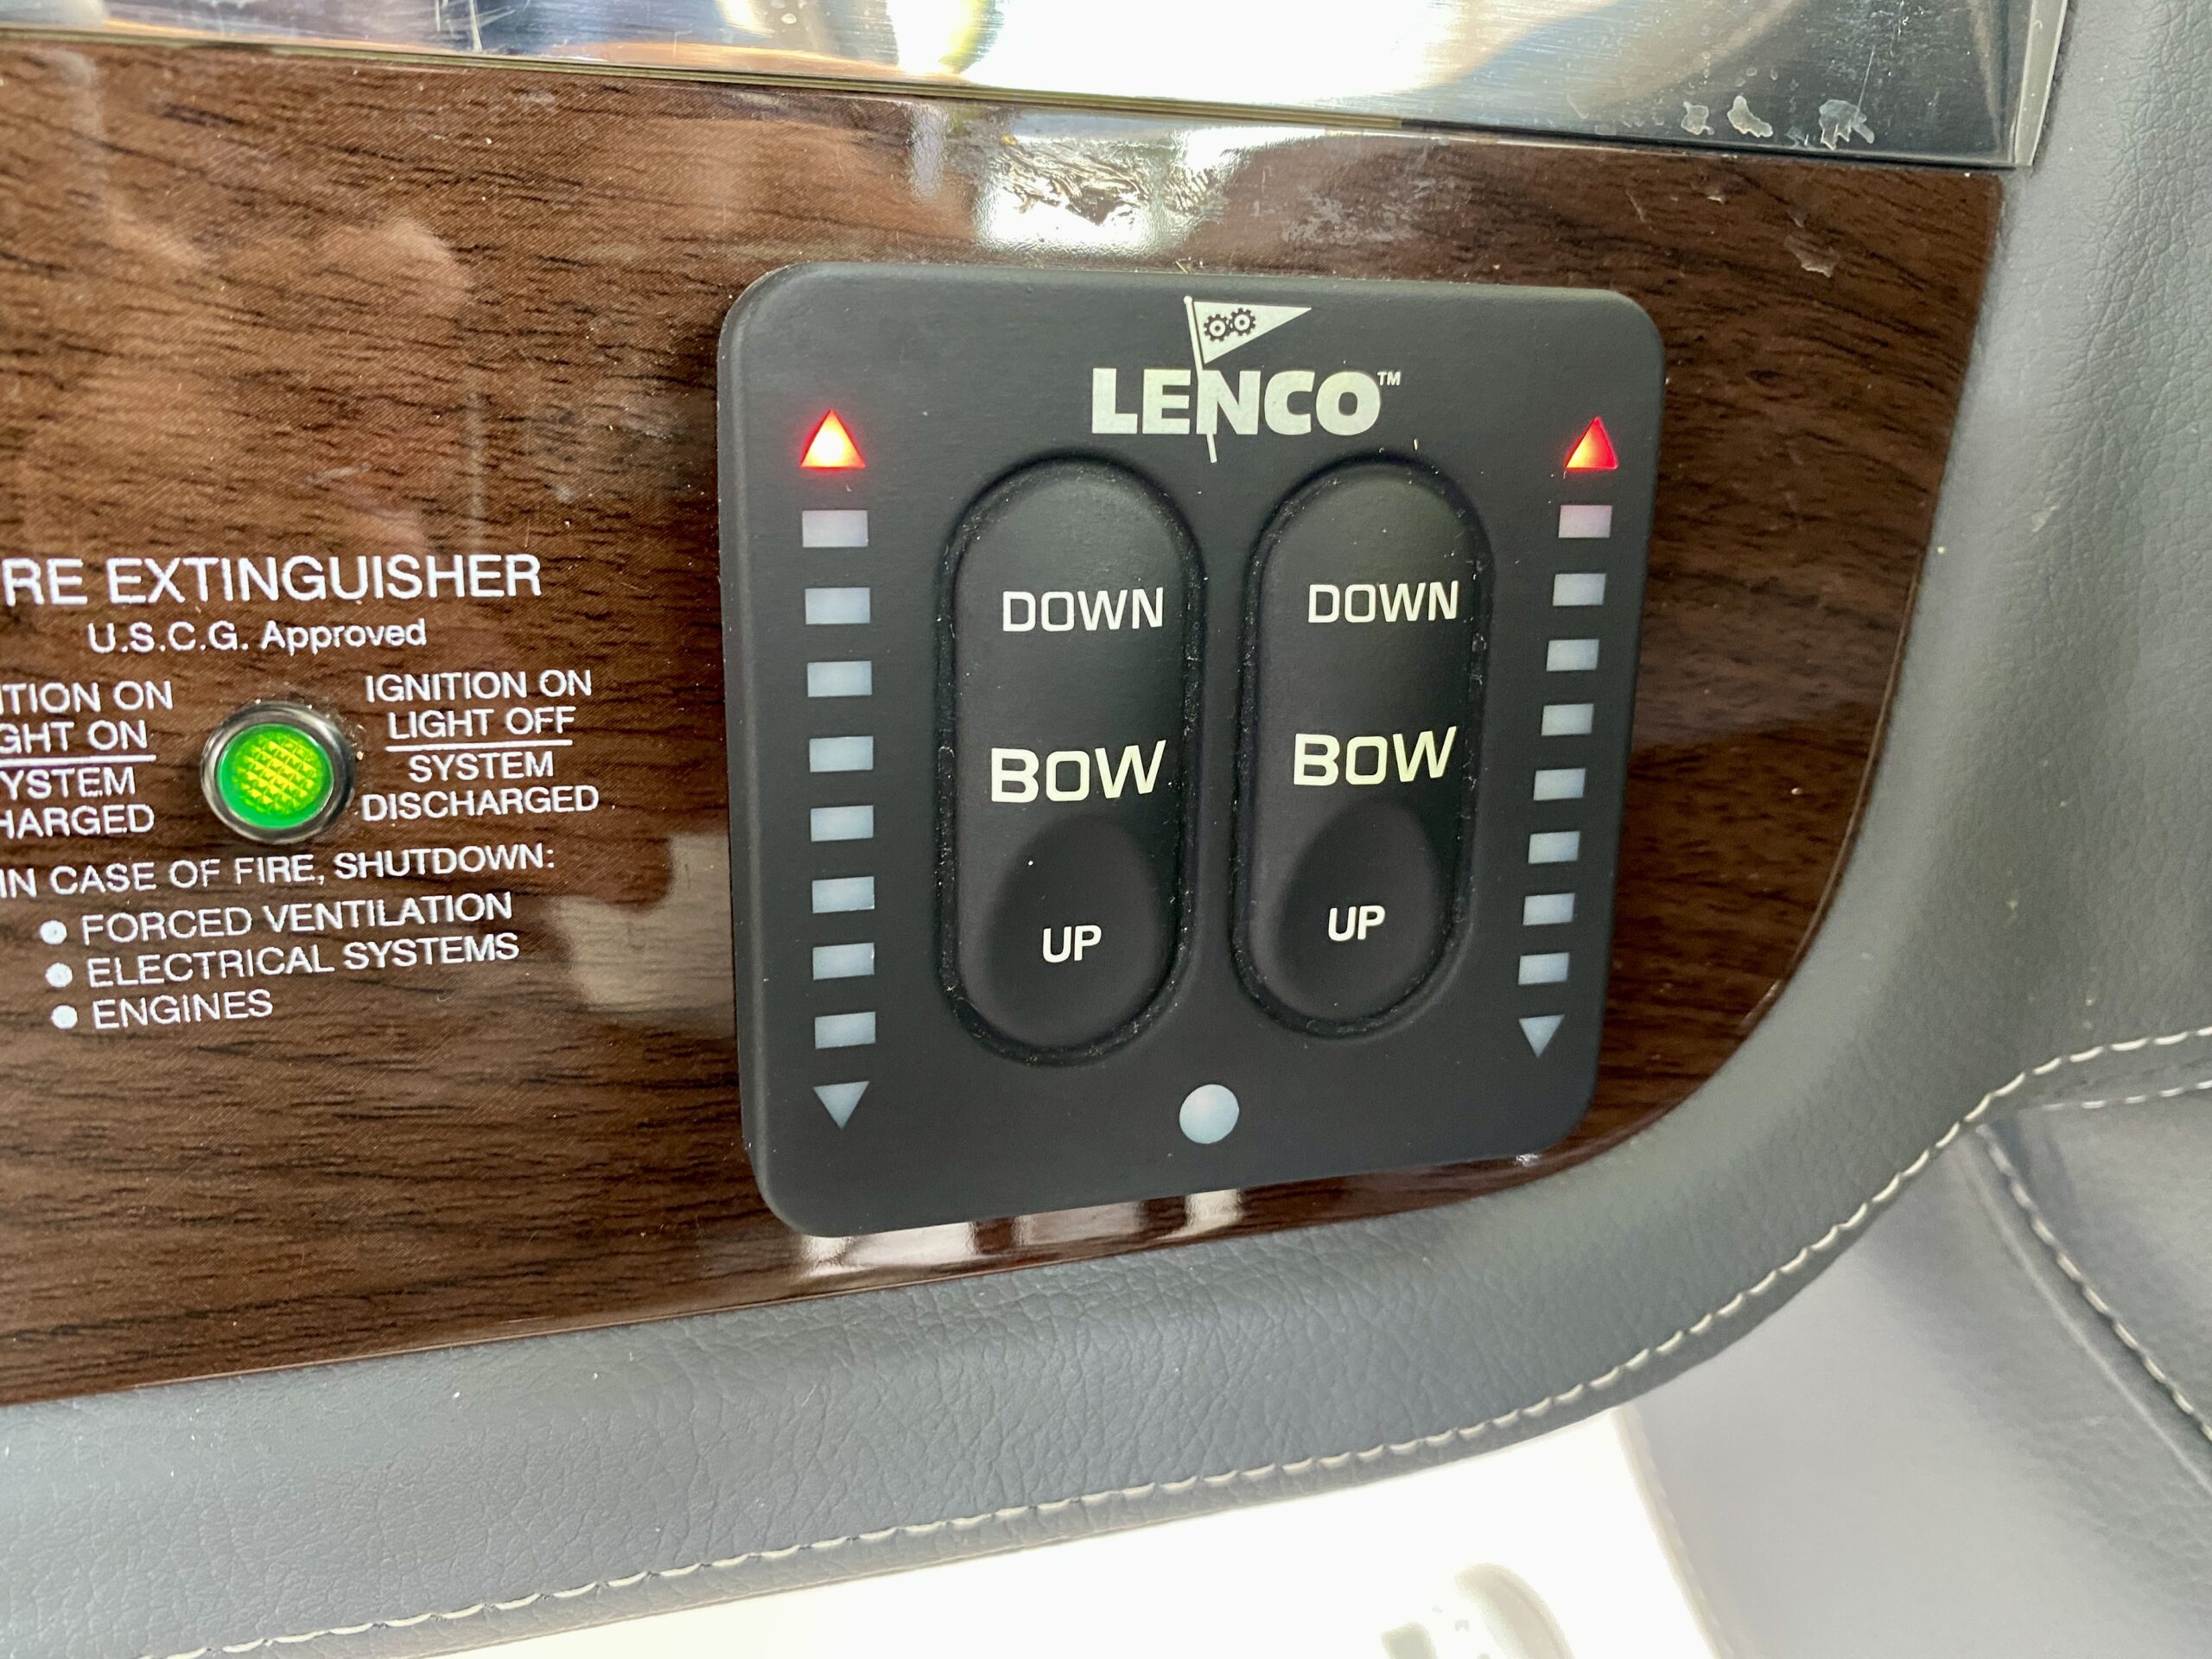 RE EXTINGUISHER
U.S.C.G. Approved
TION ON
GHT ON
YSTEM
HARGED
IGNITION ON
LIGHT OFF
SYSTEM
DISCHARGED
IN CASE OF FIRE, SHUTDOWN:
• FORCED VENTILATION
• ELECTRICAL SYSTEMS
• ENGINES
LENCO™
DOWN
BOW
UP
DOWN
BOW
UP